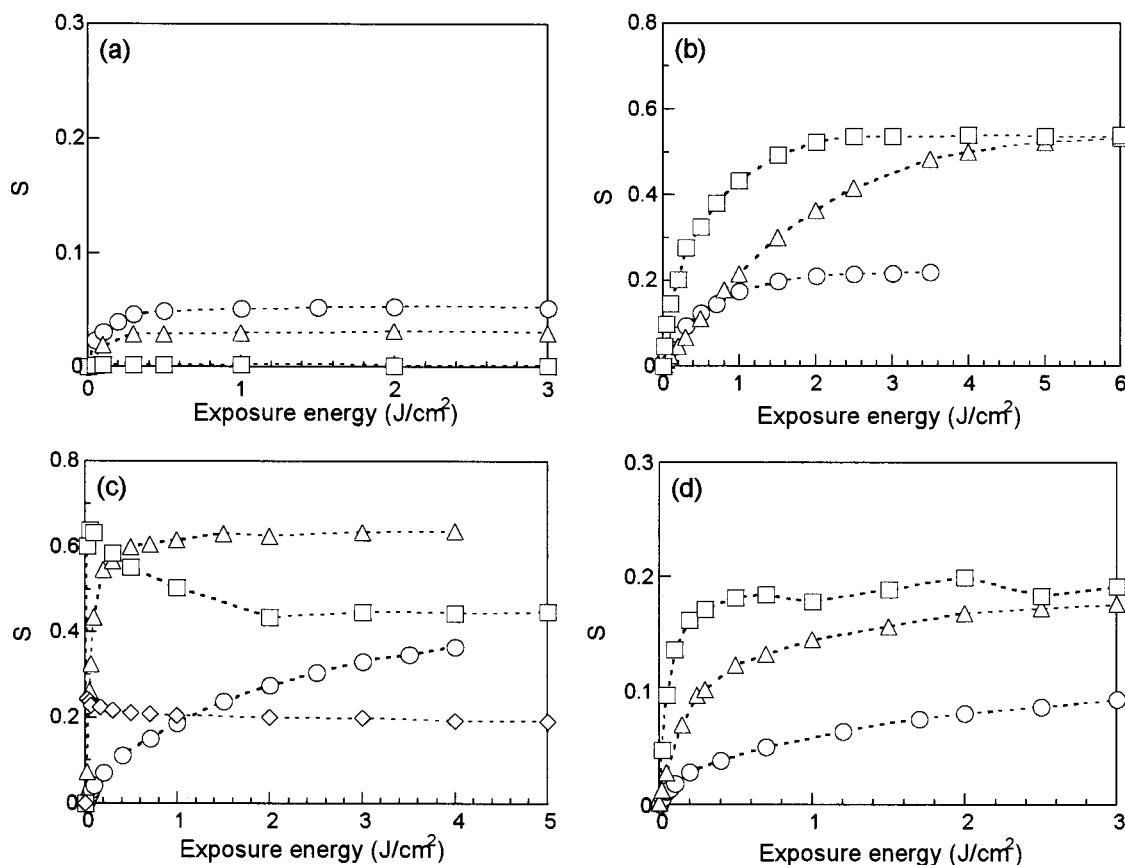 (a)
0.3
0.2
0.1
0
S
0 1 2 3
Exposure energy (J/cm²)
(b)
0.8
0.6
0.4
0.2
0
S
0 1 2 3 4 5 6
Exposure energy (J/cm²)
(c)
0.8
0.6
0.4
0.2
0
S
0 1 2 3 4 5
Exposure energy (J/cm²)
(d)
0.3
0.2
0.1
0
S
0 1 2 3
Exposure energy (J/cm²)